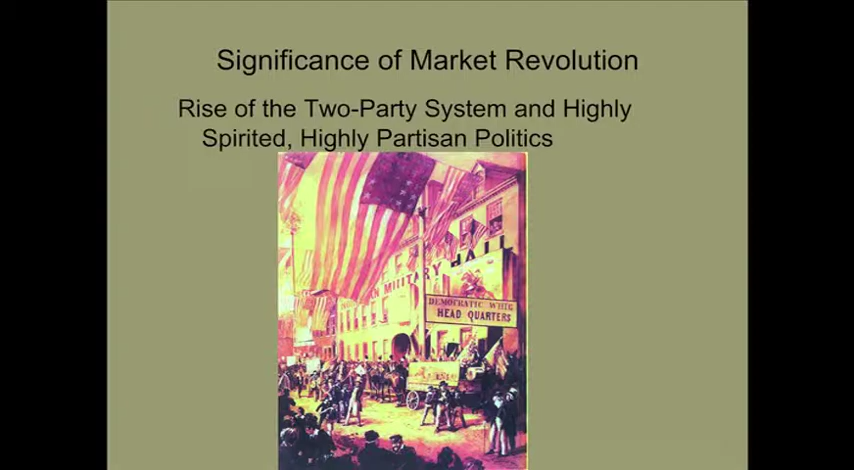 Significance of Market Revolution
Rise of the Two-Party System and Highly
Spirited, Highly Partisan Politics
MILITARY HALL
DEMOCRATIC WHIG
HEAD QUARTERS